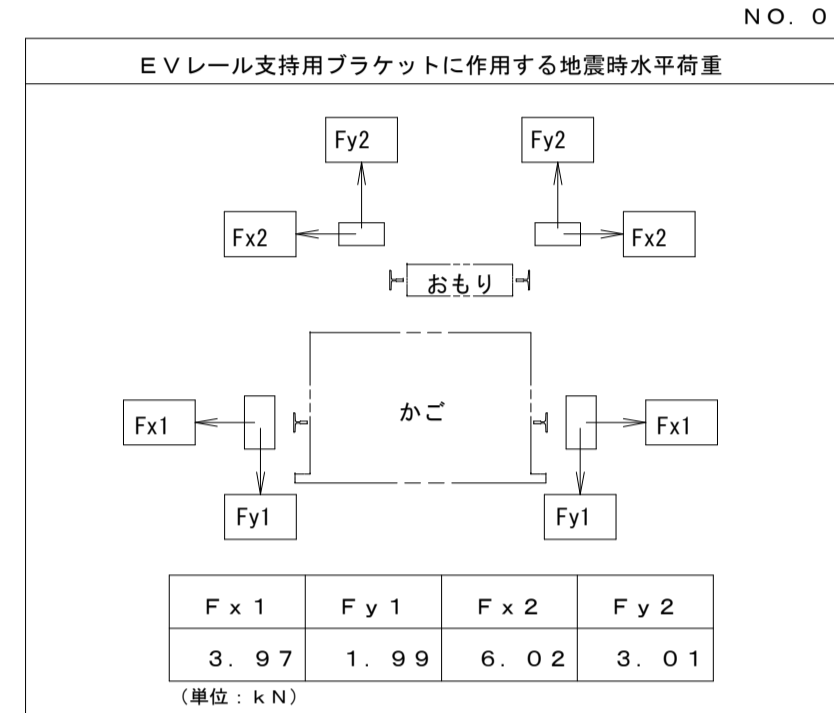 NO. 0
EVレール支持用ブラケットに作用する地震時水平荷重
Fy2 Fy2
Fx2 Fx2
おもり
かご
Fx1 Fx1
Fy1 Fy1
Fx1 Fy1 Fx2 Fy2
3.97 1.99 6.02 3.01
(単位:kN)